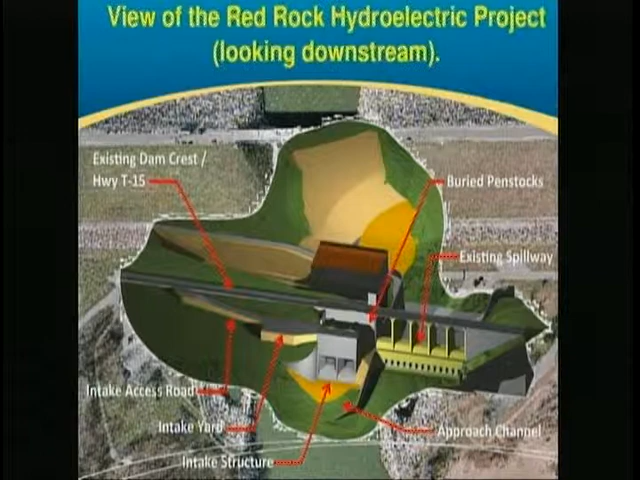 View of the Red Rock Hydroelectric Project
(looking downstream).
Existing Dam Crest /
Hwy T-15
Buried Penstocks
Existing Spillway
Intake Access Road
Intake Yard
Approach Channel
Intake Structure